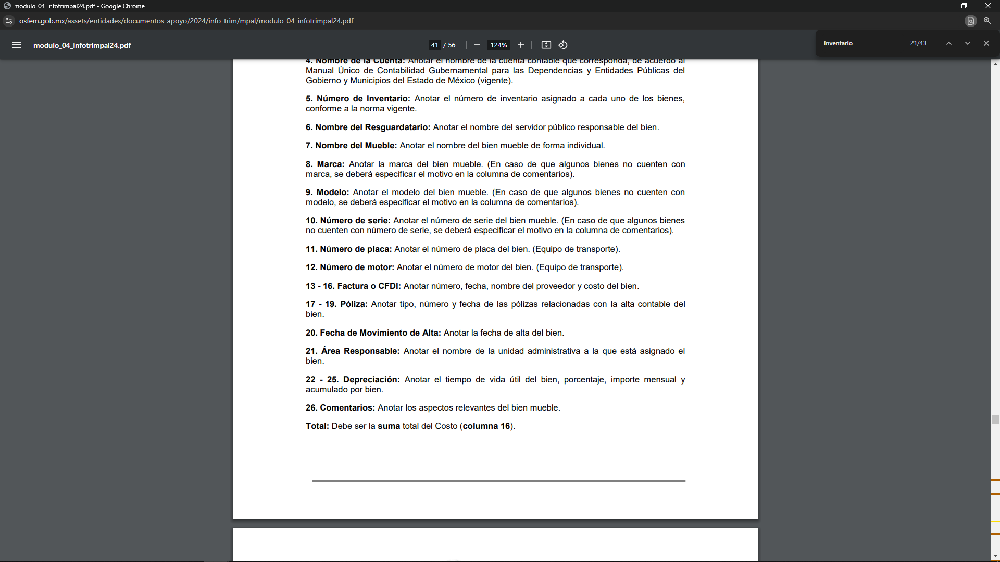 modulo_04_infotrimpal24.pdf - Google Chrome
osfem.gob.mx/assets/entidades/documentos_apoyo/2024/info_trim/mpal/modulo_04_infotrimpal24.pdf
modulo_04_infotrimpal24.pdf
41 / 56
124%
inventario
21/43
4. Nombre de la Cuenta: Anotar el nombre de la cuenta contable que corresponda, de acuerdo al
Manual Único de Contabilidad Gubernamental para las Dependencias y Entidades Públicas del
Gobierno y Municipios del Estado de México (vigente).
5. Número de Inventario: Anotar el número de inventario asignado a cada uno de los bienes,
conforme a la norma vigente.
6. Nombre del Resguardatario: Anotar el nombre del servidor público responsable del bien.
7. Nombre del Mueble: Anotar el nombre del bien mueble de forma individual.
8. Marca: Anotar la marca del bien mueble. (En caso de que algunos bienes no cuenten con
marca, se deberá especificar el motivo en la columna de comentarios).
9. Modelo: Anotar el modelo del bien mueble. (En caso de que algunos bienes no cuenten con
modelo, se deberá especificar el motivo en la columna de comentarios).
10. Número de serie: Anotar el número de serie del bien mueble. (En caso de que algunos bienes
no cuenten con número de serie, se deberá especificar el motivo en la columna de comentarios).
11. Número de placa: Anotar el número de placa del bien. (Equipo de transporte).
12. Número de motor: Anotar el número de motor del bien. (Equipo de transporte).
13 - 16. Factura o CFDI: Anotar número, fecha, nombre del proveedor y costo del bien.
17 - 19. Póliza: Anotar tipo, número y fecha de las pólizas relacionadas con la alta contable del
bien.
20. Fecha de Movimiento de Alta: Anotar la fecha de alta del bien.
21. Área Responsable: Anotar el nombre de la unidad administrativa a la que está asignado el
bien.
22 - 25. Depreciación: Anotar el tiempo de vida útil del bien, porcentaje, importe mensual y
acumulado por bien.
26. Comentarios: Anotar los aspectos relevantes del bien mueble.
Total: Debe ser la suma total del Costo (columna 16).